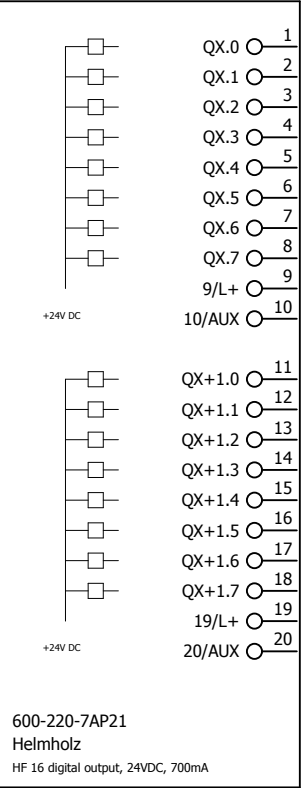 QX.0 1
QX.1 2
QX.2 3
QX.3 4
QX.4 5
QX.5 6
QX.6 7
QX.7 8
9/L+ 9
+24V DC 10/AUX 10
QX+1.0 11
QX+1.1 12
QX+1.2 13
QX+1.3 14
QX+1.4 15
QX+1.5 16
QX+1.6 17
QX+1.7 18
19/L+ 19
+24V DC 20/AUX 20
600-220-7AP21
Helmholz
HF 16 digital output, 24VDC, 700mA